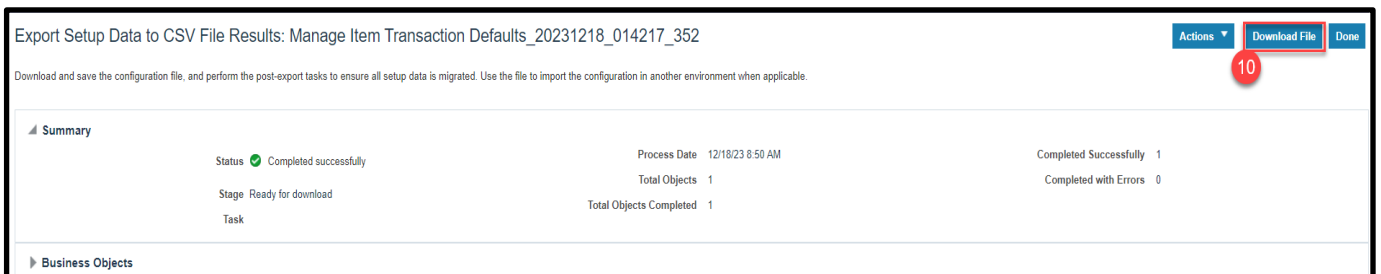 Export Setup Data to CSV File Results: Manage Item Transaction Defaults_20231218_014217_352
Actions Download File Done
10
Download and save the configuration file, and perform the post-export tasks to ensure all setup data is migrated. Use the file to import the configuration in another environment when applicable.
Summary
Status Completed successfully Process Date 12/18/23 8:50 AM Completed Successfully 1
Stage Ready for download Total Objects 1 Completed with Errors 0
Task Total Objects Completed 1
Business Objects